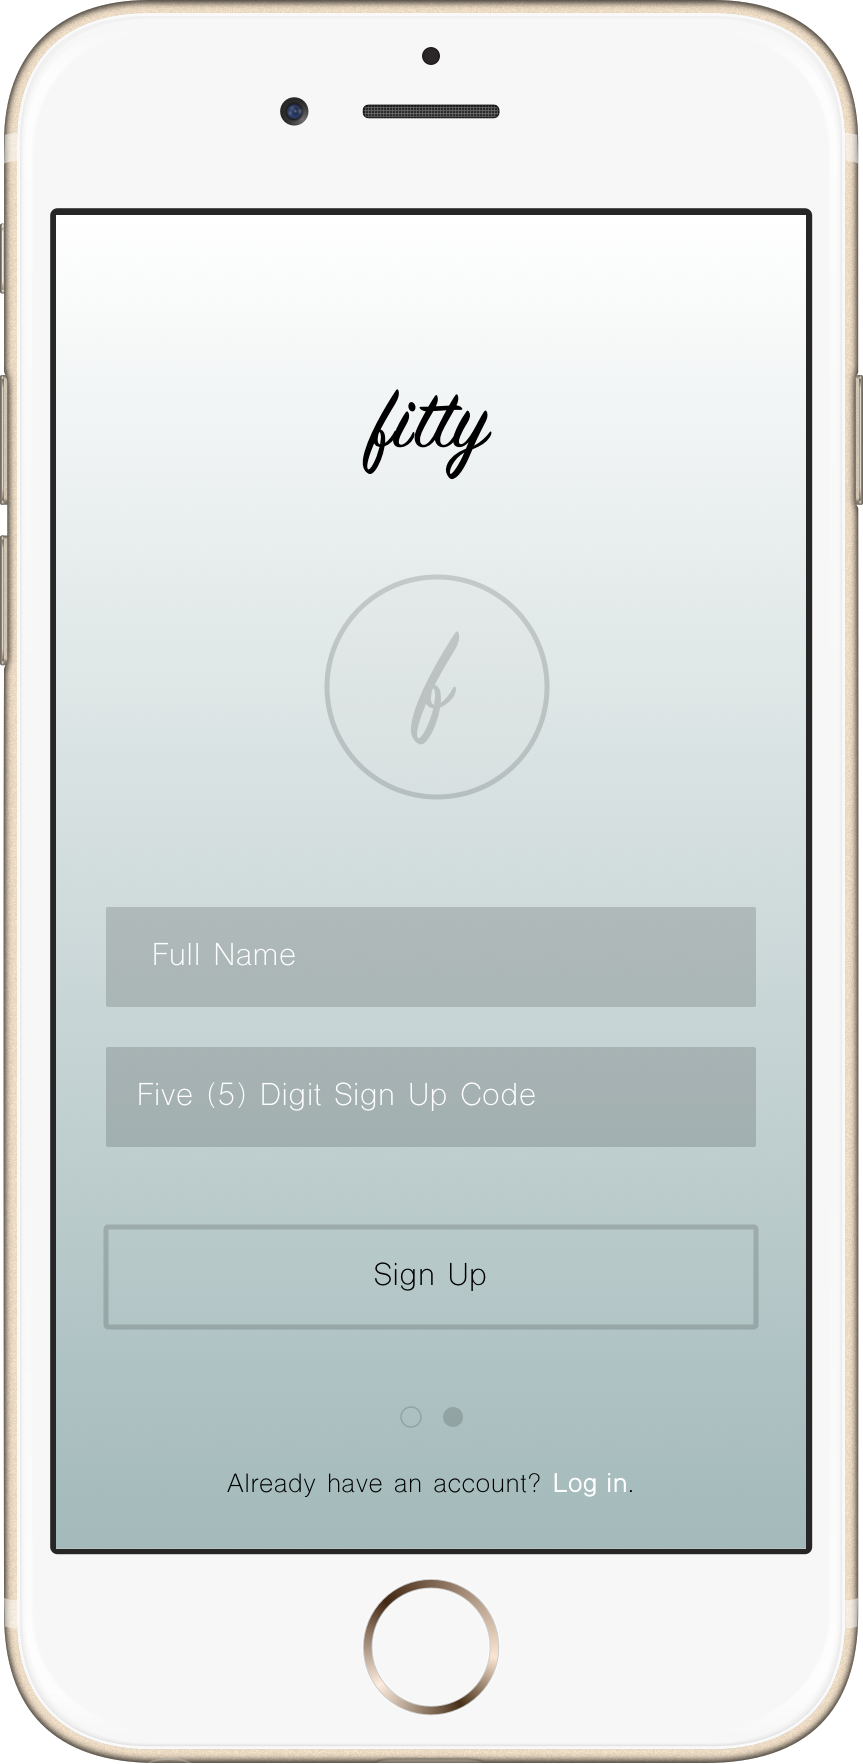 fitty
f
Full Name
Five (5) Digit Sign Up Code
Sign Up
Already have an account? Log in.